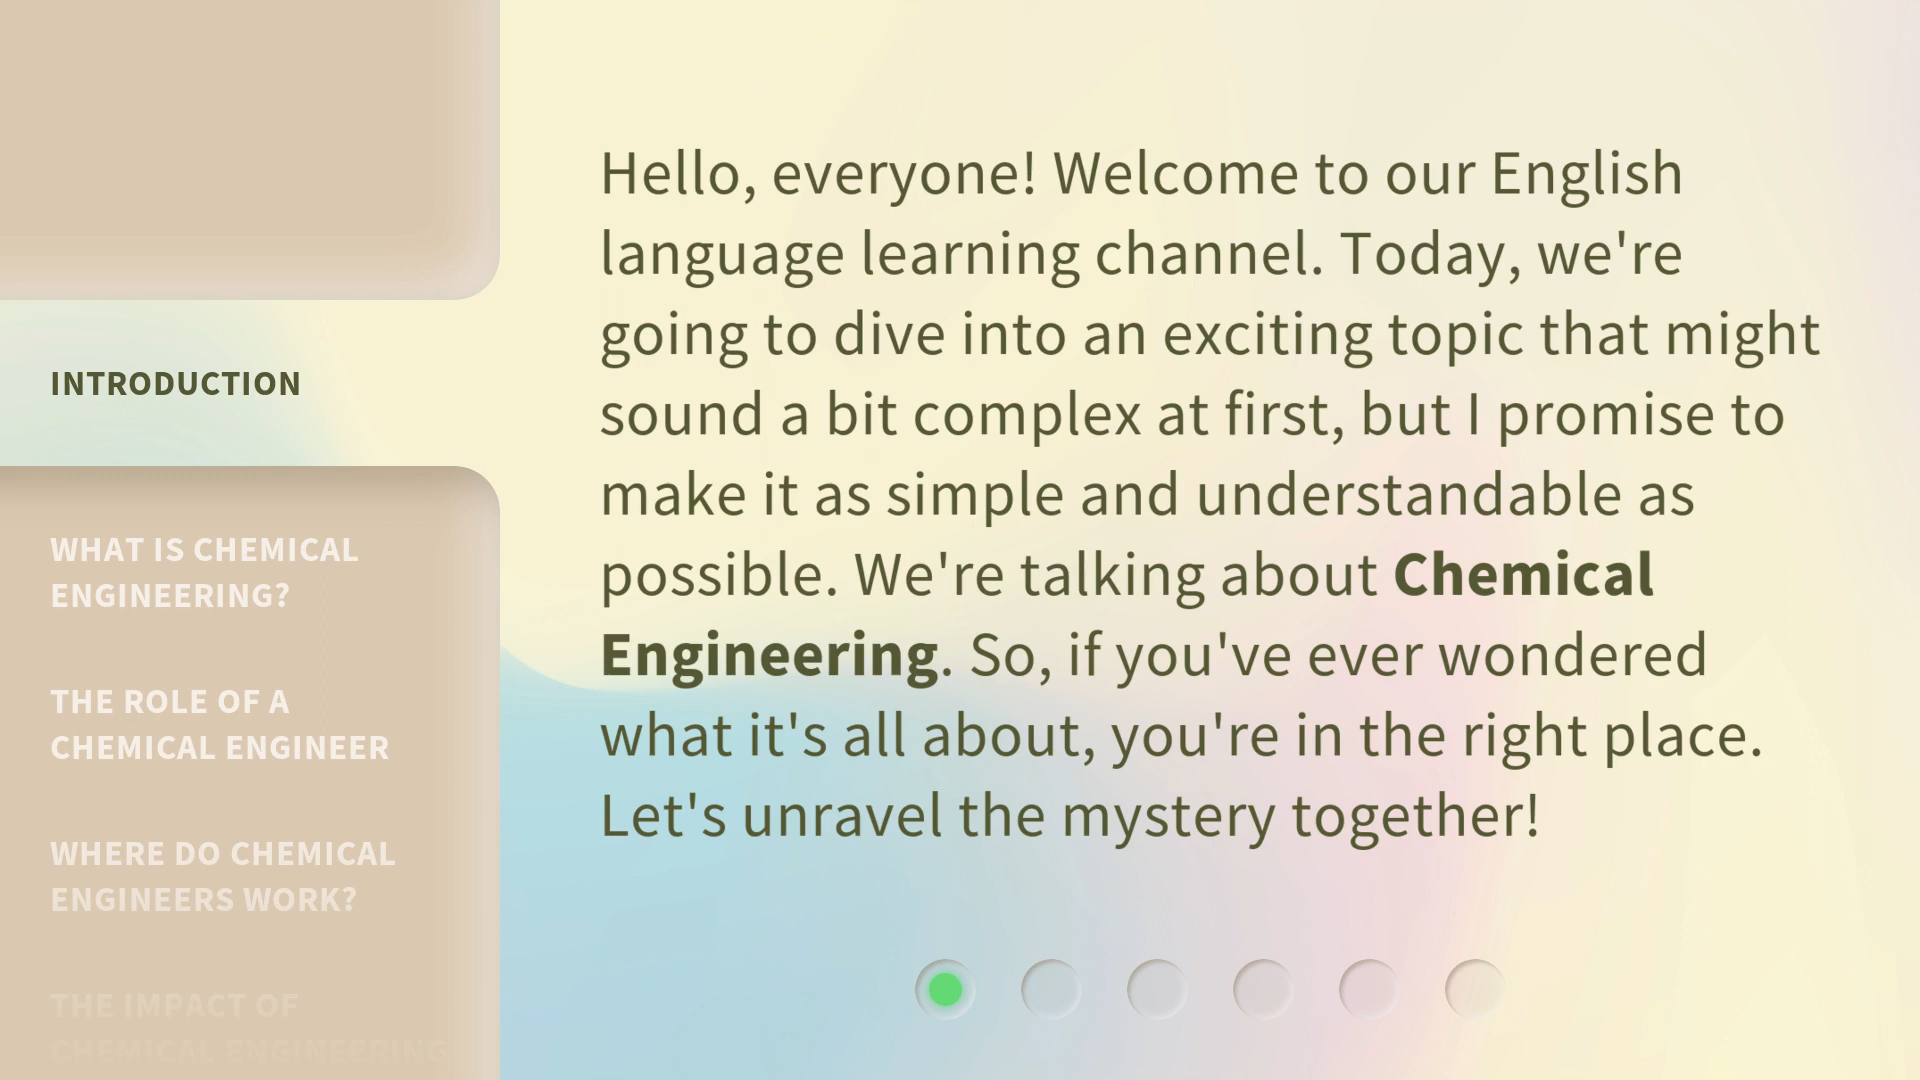 INTRODUCTION
WHAT IS CHEMICAL
ENGINEERING?
THE ROLE OF A
CHEMICAL ENGINEER
WHERE DO CHEMICAL
ENGINEERS WORK?
THE IMPACT OF
CHEMICAL ENGINEERING
Hello, everyone! Welcome to our English
language learning channel. Today, we're
going to dive into an exciting topic that might
sound a bit complex at first, but I promise to
make it as simple and understandable as
possible. We're talking about Chemical
Engineering. So, if you've ever wondered
what it's all about, you're in the right place.
Let's unravel the mystery together!